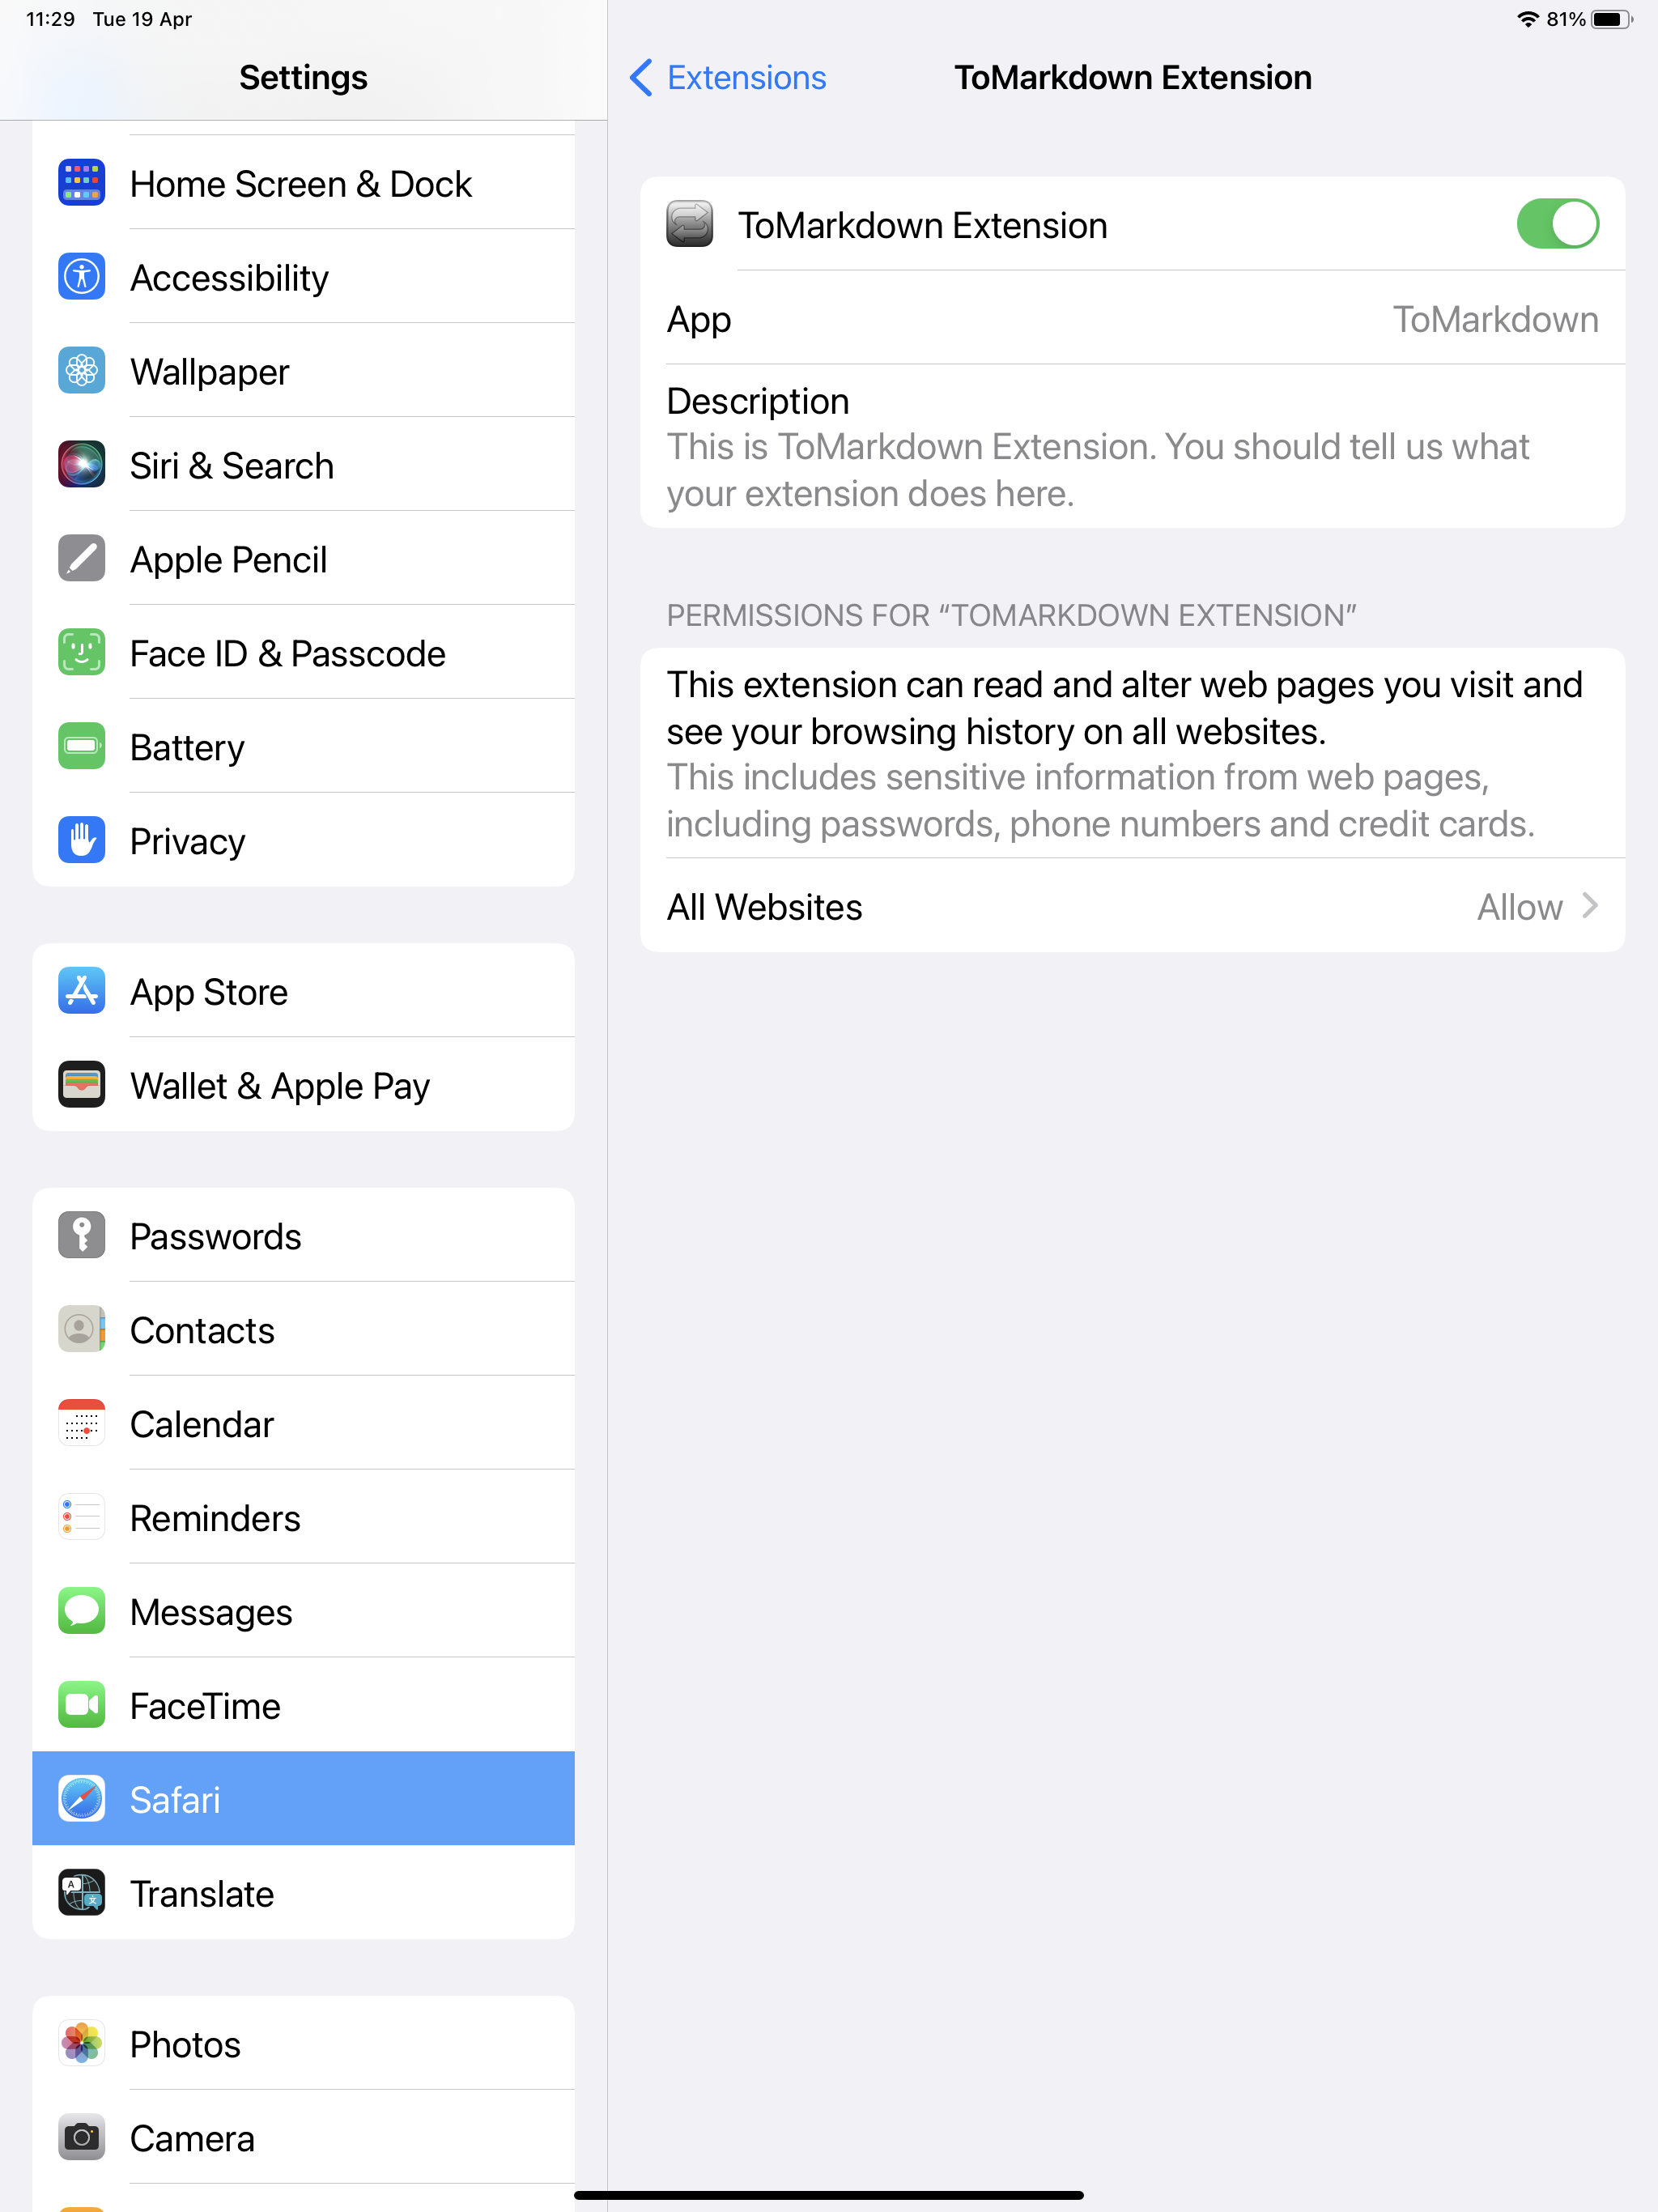 11:29 Tue 19 Apr
81%
Settings
Home Screen & Dock
Accessibility
Wallpaper
Siri & Search
Apple Pencil
Face ID & Passcode
Battery
Privacy
App Store
Wallet & Apple Pay
Passwords
Contacts
Calendar
Reminders
Messages
FaceTime
Safari
Translate
Photos
Camera
Extensions
ToMarkdown Extension
ToMarkdown Extension
App
ToMarkdown
Description
This is ToMarkdown Extension. You should tell us what
your extension does here.
PERMISSIONS FOR “TOMARKDOWN EXTENSION”
This extension can read and alter web pages you visit and
see your browsing history on all websites.
This includes sensitive information from web pages,
including passwords, phone numbers and credit cards.
All Websites
Allow